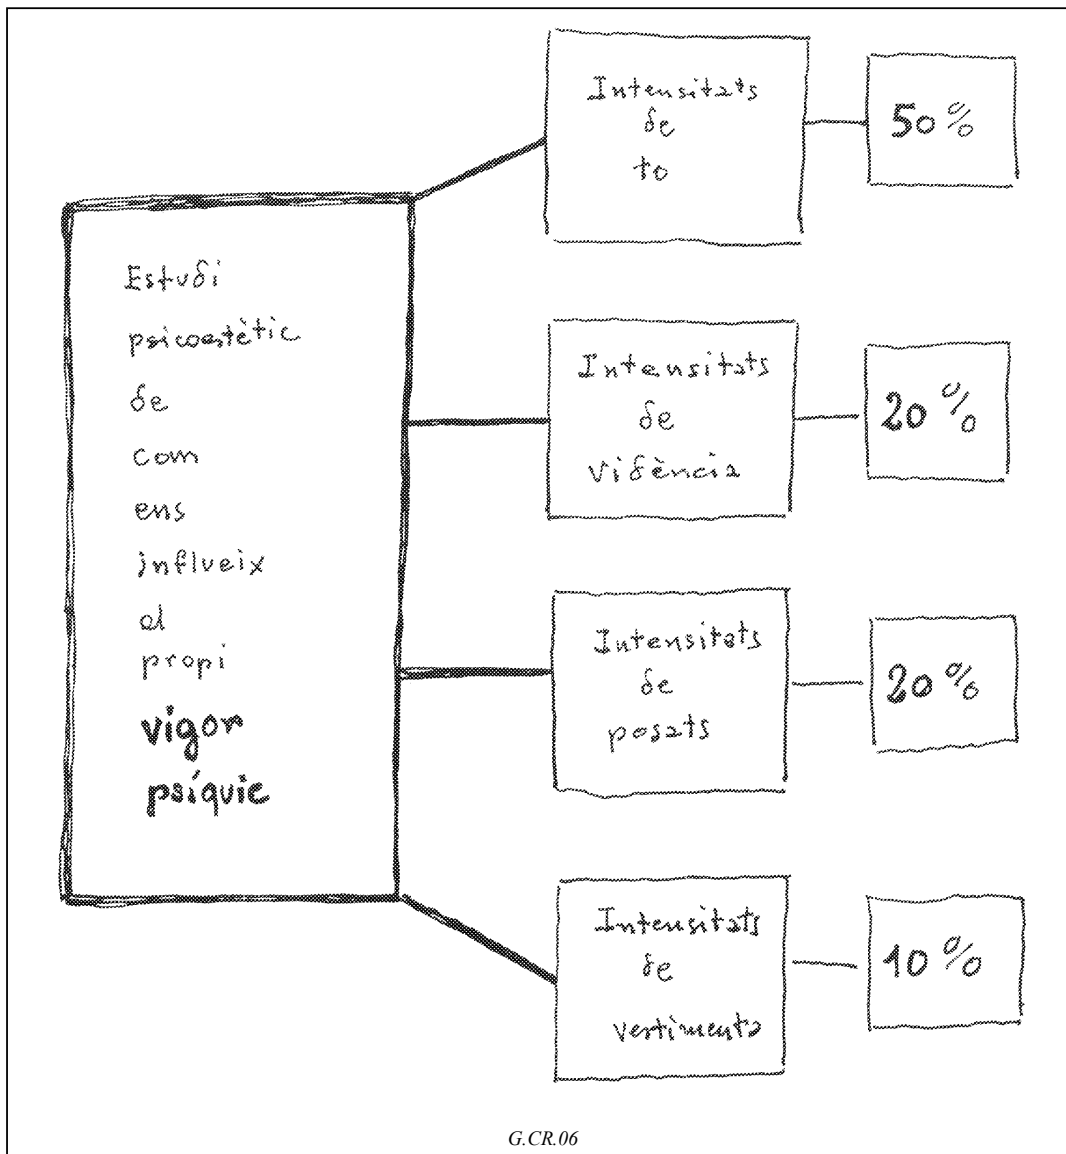 Estudi
psicoestètic
de
com
ens
influeix
el
propi
vigor
psíquic
Intensitats
de
to
50 %
Intensitats
de
vidència
20 %
Intensitats
de
posats
20 %
Intensitats
de
vestimenta
10 %
G.CR.06